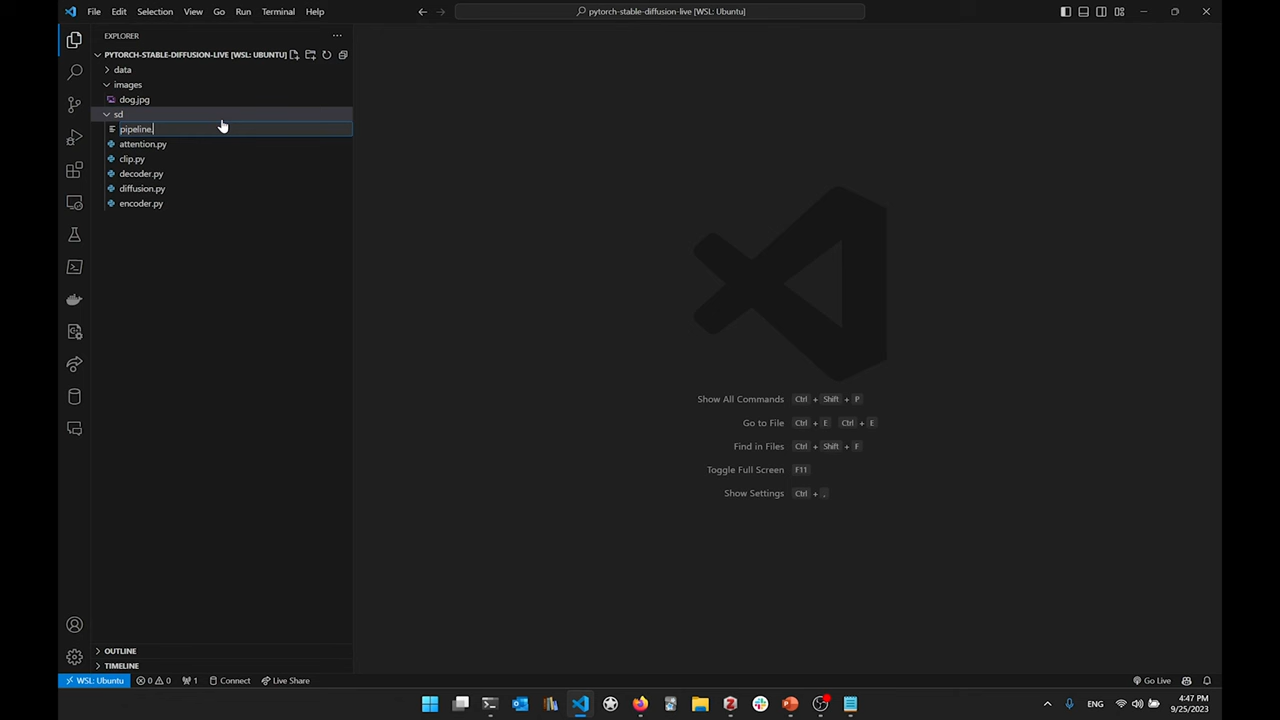 File Edit Selection View Go Run Terminal Help
pytorch-stable-diffusion-live [WSL: Ubuntu]
EXPLORER
PYTORCH-STABLE-DIFFUSION-LIVE [WSL: UBUNTU]
data
images
dog.jpg
sd
pipeline.
attention.py
clip.py
decoder.py
diffusion.py
encoder.py
Show All Commands Ctrl + Shift + P
Go to File Ctrl + E Ctrl + E
Find in Files Ctrl + Shift + F
Toggle Full Screen F11
Show Settings Ctrl + ,
OUTLINE
TIMELINE
WSL: Ubuntu 0 0 1 Connect Live Share Go Live
ENG 4:47 PM
9/25/2023